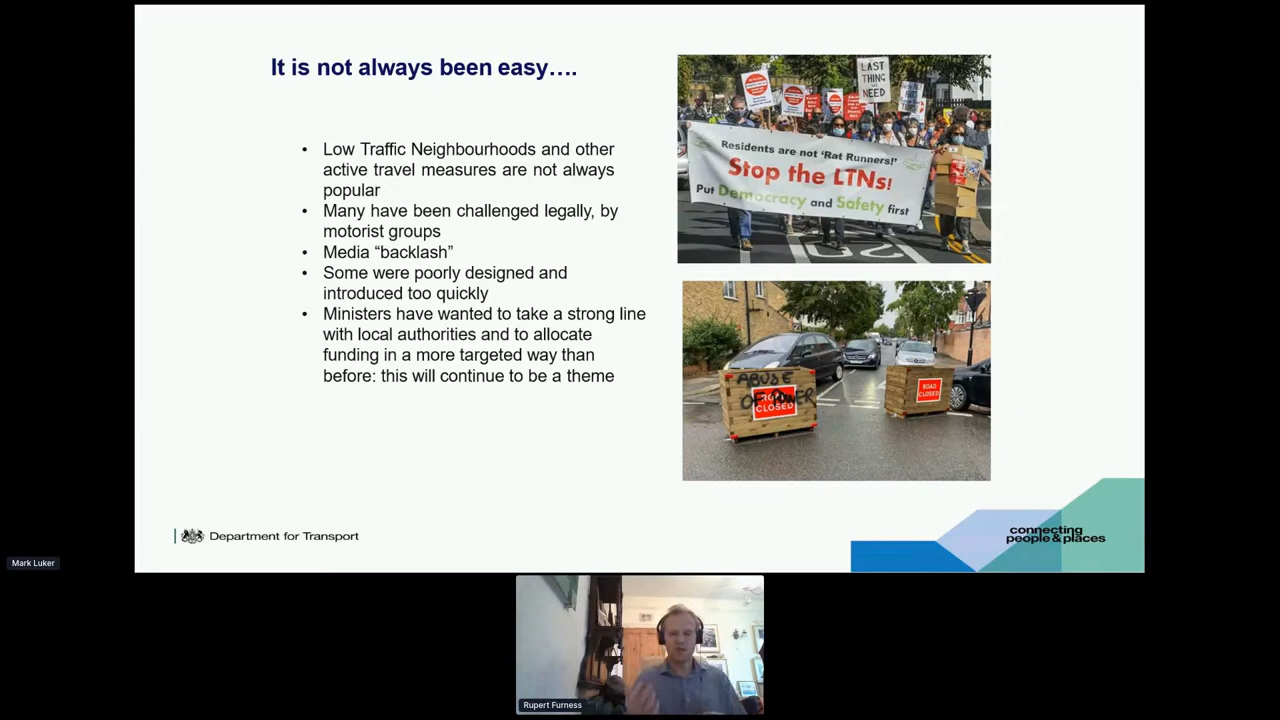 It is not always been easy….
• Low Traffic Neighbourhoods and other
active travel measures are not always
popular
• Many have been challenged legally, by
motorist groups
• Media “backlash”
• Some were poorly designed and
introduced too quickly
• Ministers have wanted to take a strong line
with local authorities and to allocate
funding in a more targeted way than
before: this will continue to be a theme
LAST
THING
WE
NEED
Residents are not 'Rat Runners!'
Stop the LTNs!
Put Democracy and Safety first
ABUSE
OF POWER
ROAD
CLOSED
ROAD
CLOSED
Department for Transport
connecting
people & places
Mark Luker
Rupert Furness